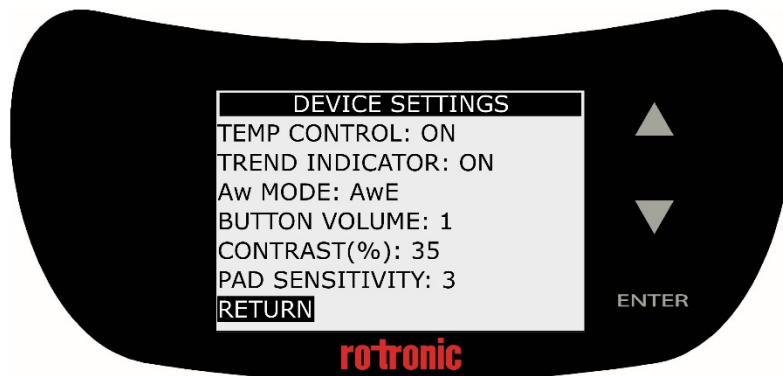 DEVICE SETTINGS
TEMP CONTROL: ON
TREND INDICATOR: ON
Aw MODE: AwE
BUTTON VOLUME: 1
CONTRAST(%): 35
PAD SENSITIVITY: 3
RETURN
ENTER
rotronic